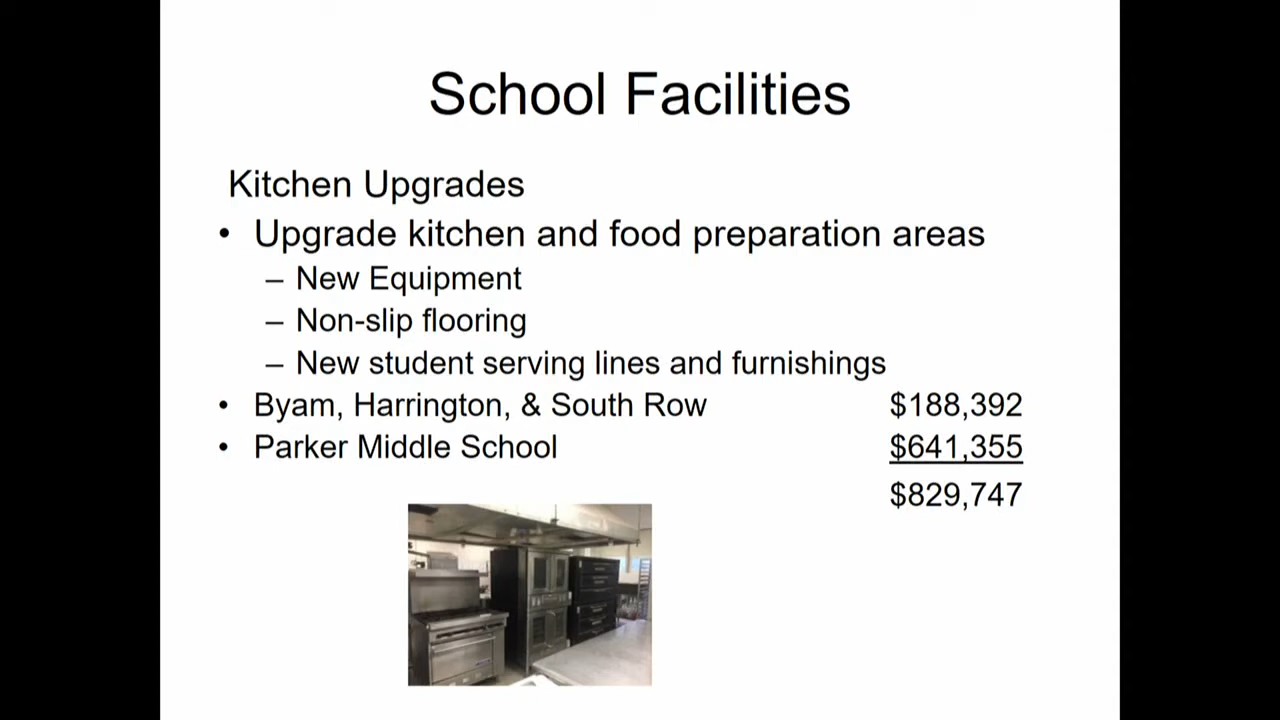 School Facilities
Kitchen Upgrades
• Upgrade kitchen and food preparation areas
– New Equipment
– Non-slip flooring
– New student serving lines and furnishings
• Byam, Harrington, & South Row $188,392
• Parker Middle School $641,355
$829,747